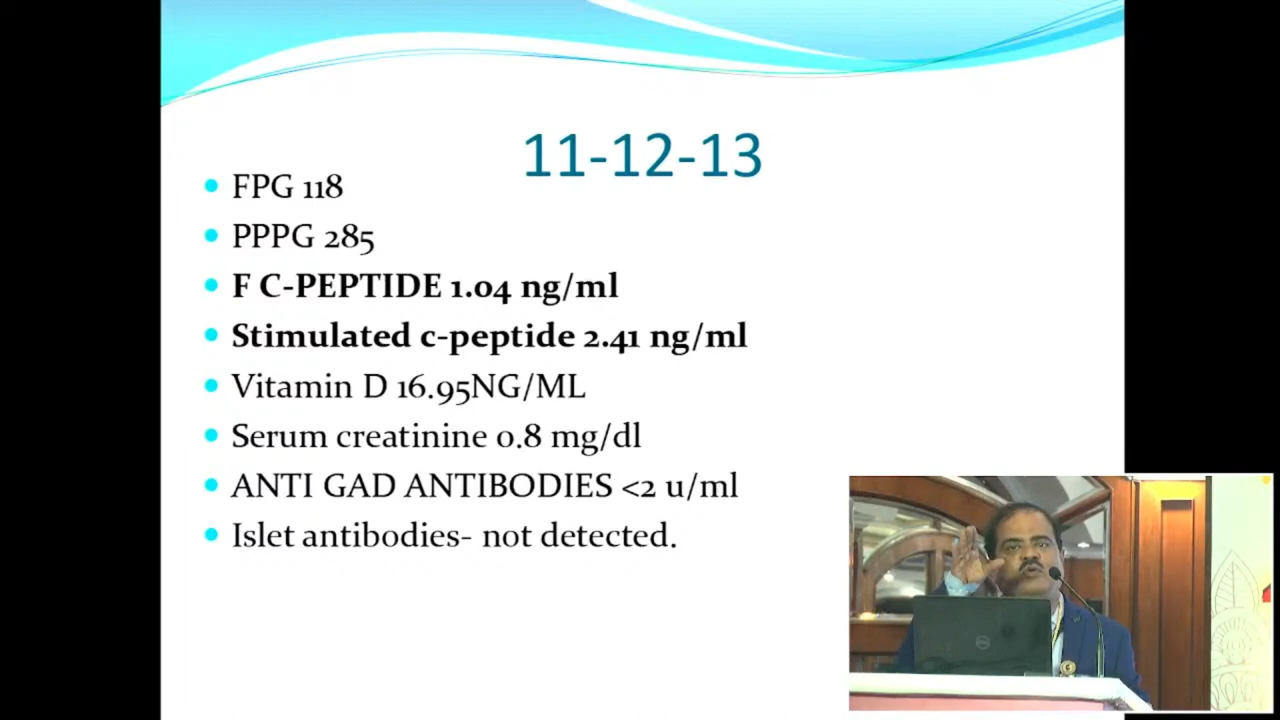 11-12-13
FPG 118
PPPG 285
F C-PEPTIDE 1.04 ng/ml
Stimulated c-peptide 2.41 ng/ml
Vitamin D 16.95NG/ML
Serum creatinine 0.8 mg/dl
ANTI GAD ANTIBODIES <2 u/ml
Islet antibodies- not detected.